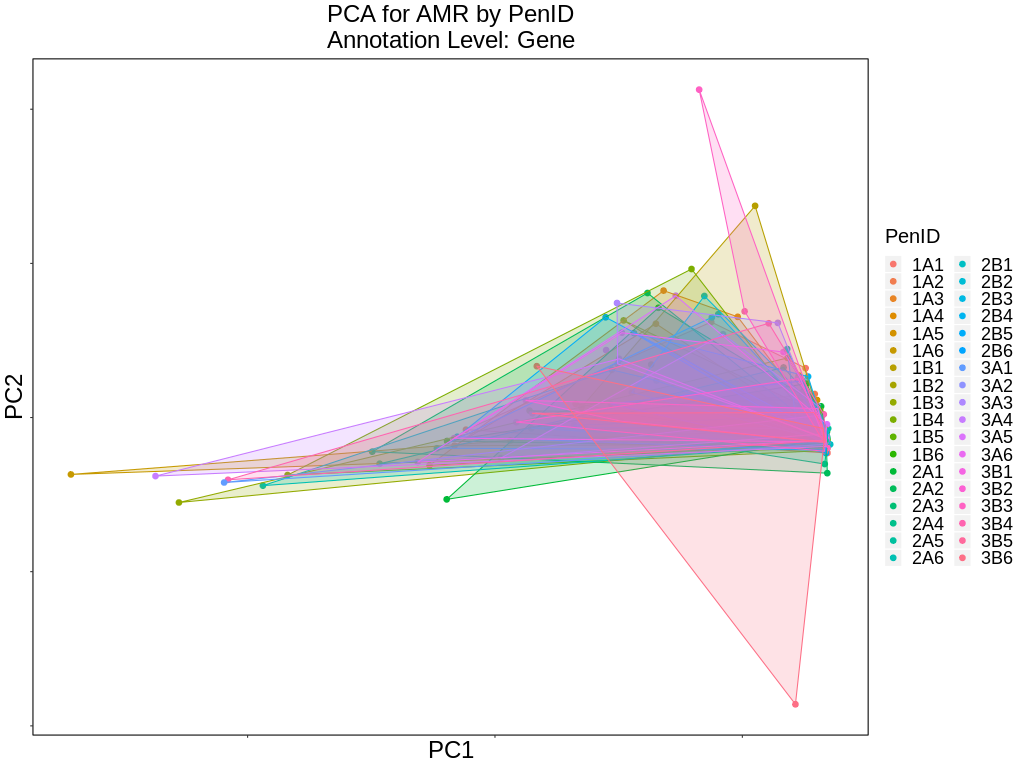 PCA for AMR by PenID
Annotation Level: Gene
PC2
PC1
PenID
1A1 2B1
1A2 2B2
1A3 2B3
1A4 2B4
1A5 2B5
1A6 2B6
1B1 3A1
1B2 3A2
1B3 3A3
1B4 3A4
1B5 3A5
1B6 3A6
2A1 3B1
2A2 3B2
2A3 3B3
2A4 3B4
2A5 3B5
2A6 3B6